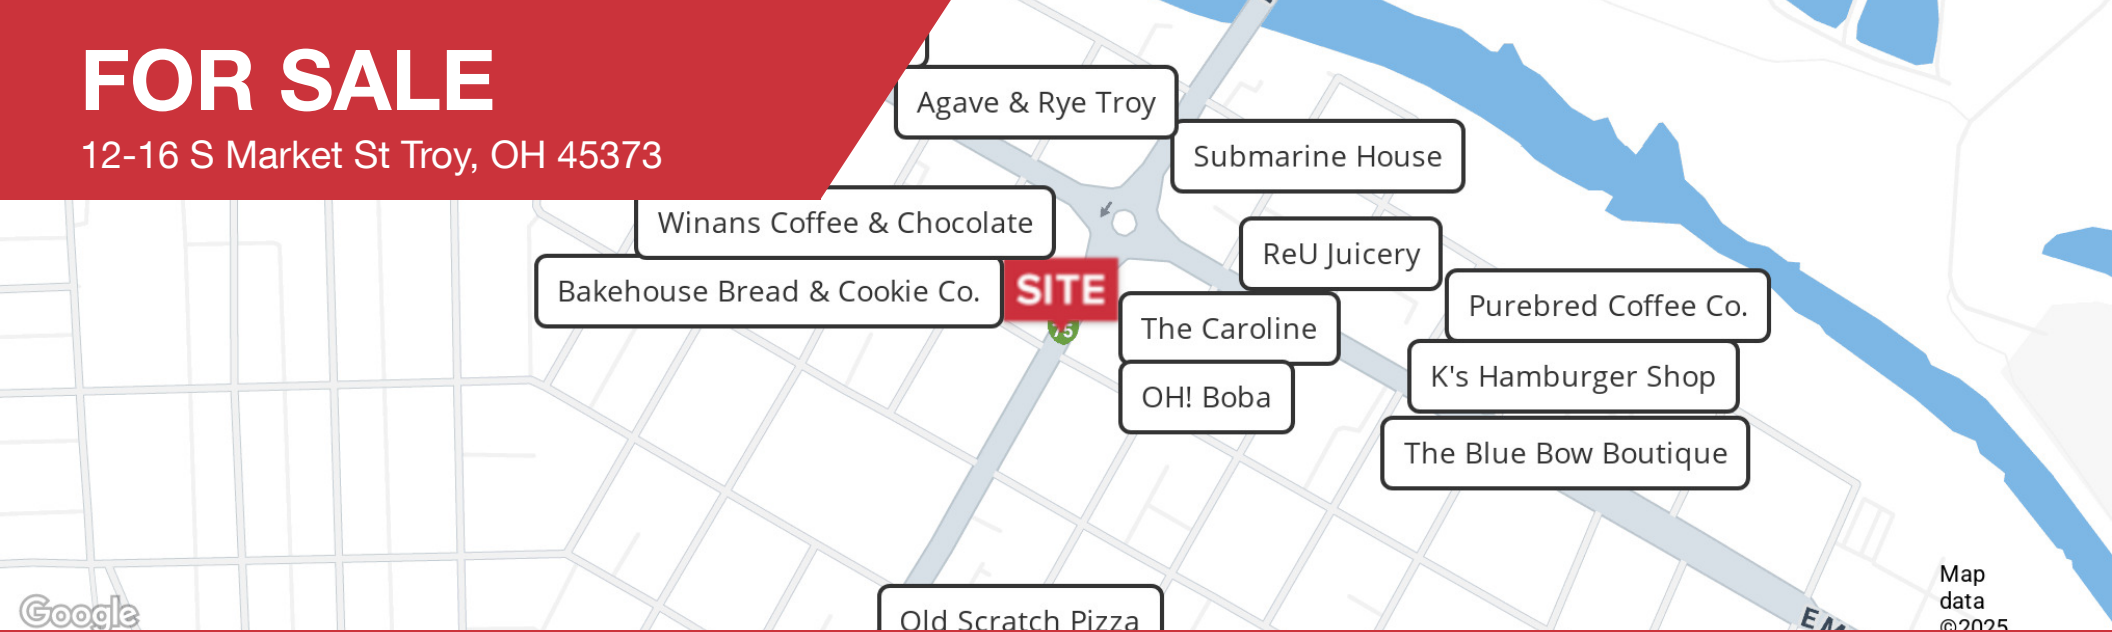 FOR SALE
12-16 S Market St Troy, OH 45373
Agave & Rye Troy
Submarine House
Winans Coffee & Chocolate
ReU Juicery
Bakehouse Bread & Cookie Co.
SITE
75
Purebred Coffee Co.
The Caroline
K's Hamburger Shop
OH! Boba
The Blue Bow Boutique
Old Scratch Pizza
Google
Map
data
©2025